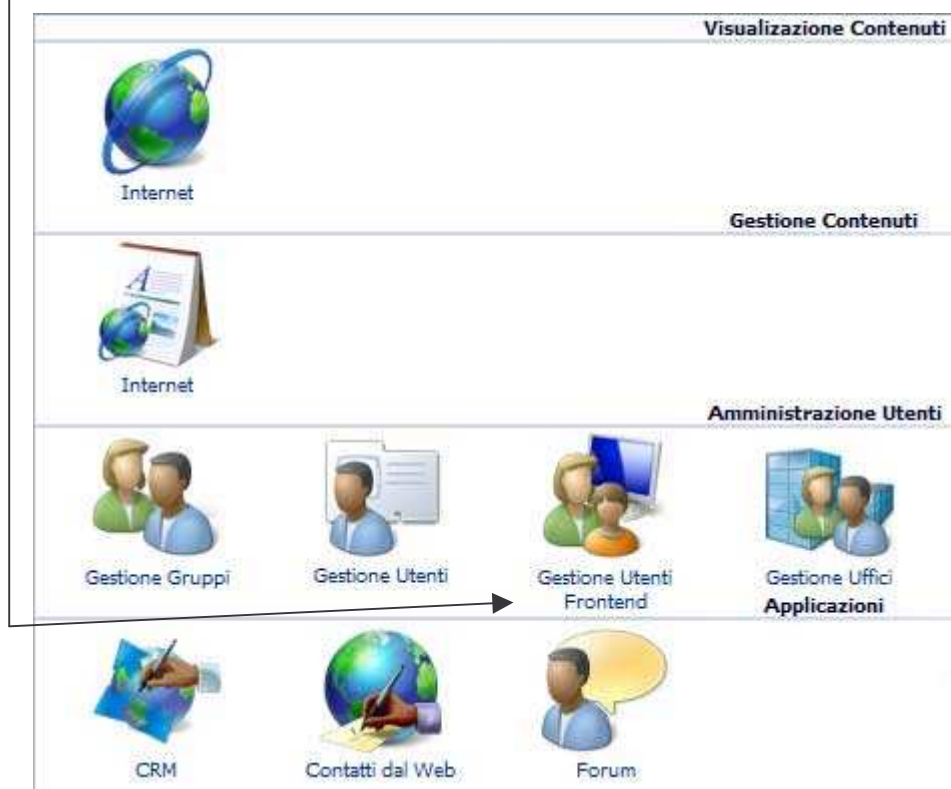 Visualizzazione Contenuti
Internet
Gestione Contenuti
Internet
Amministrazione Utenti
Gestione Gruppi
Gestione Utenti
Gestione Utenti
Frontend
Gestione Uffici
Applicazioni
CRM
Contatti dal Web
Forum